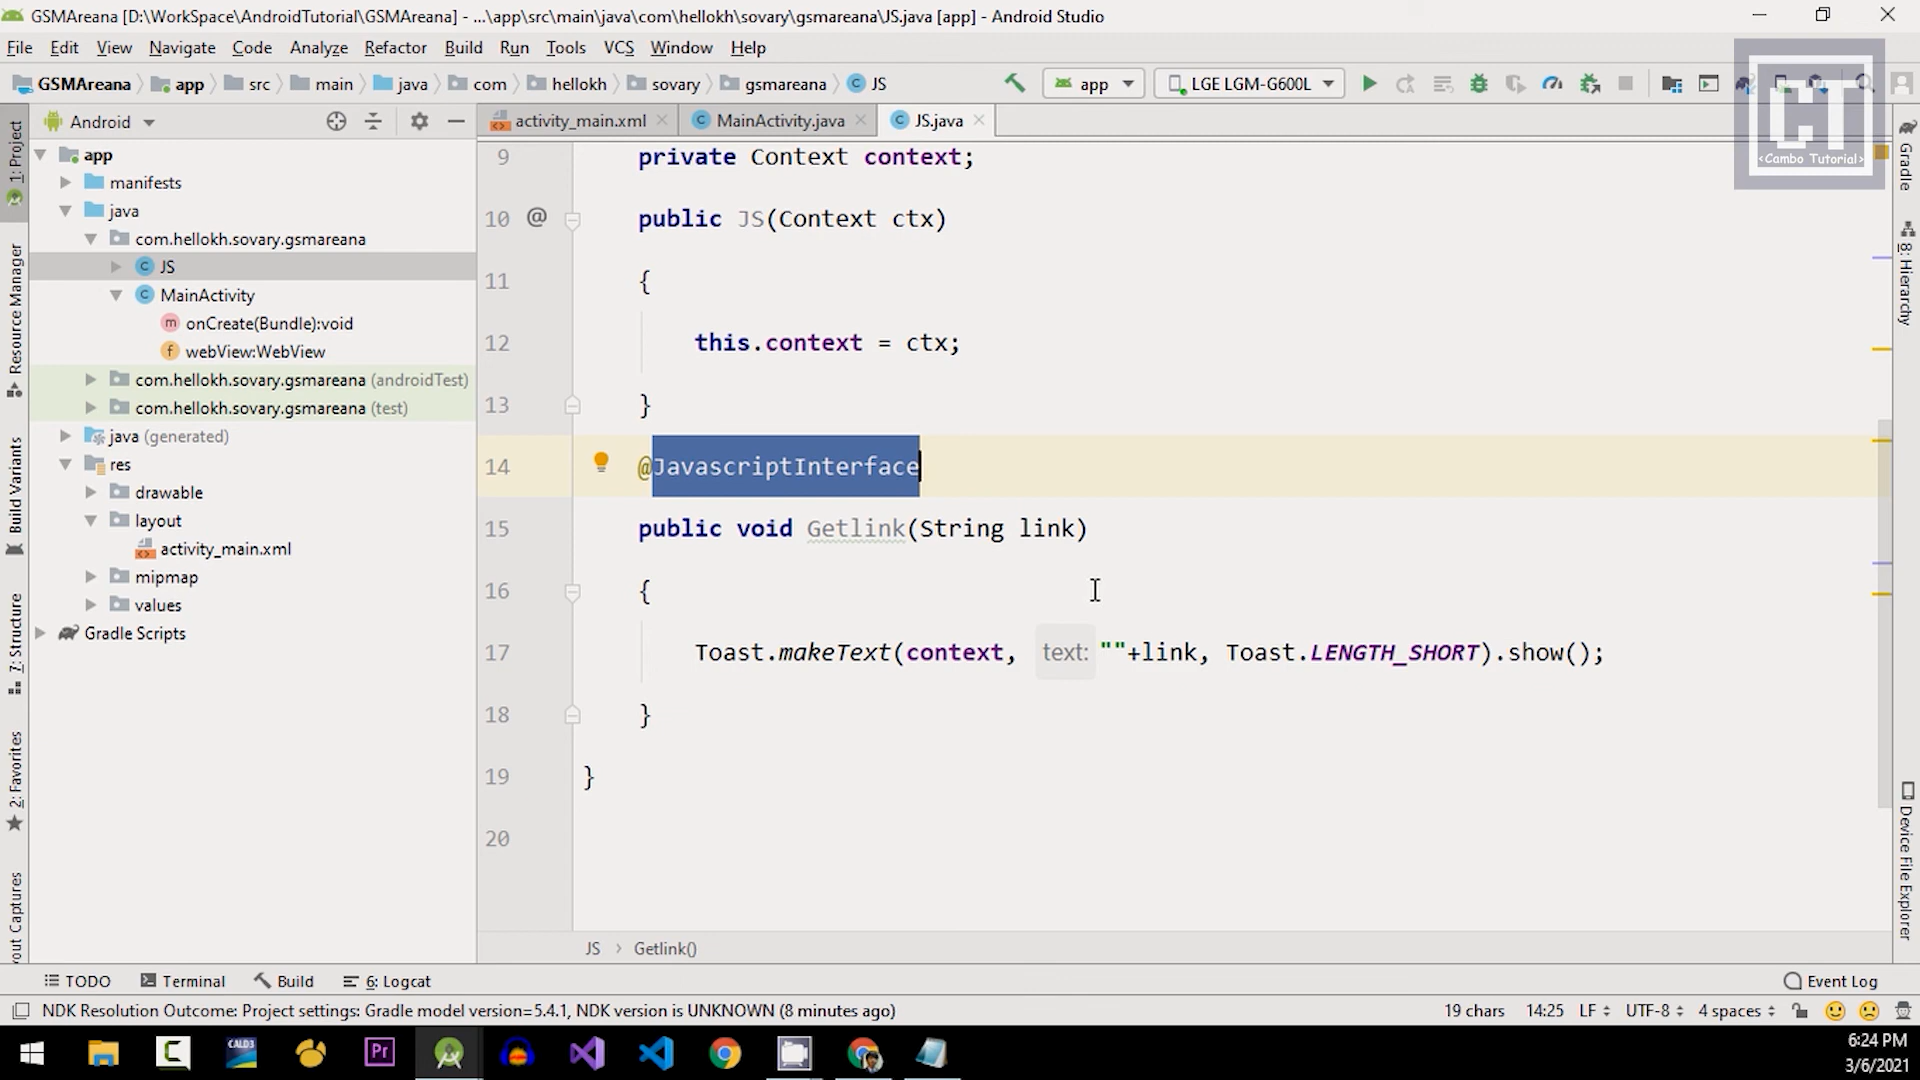 GSMAreana [D:\WorkSpace\AndroidTutorial\GSMAreana] - ...\app\src\main\java\com\hellokh\sovary\gsmareana\JS.java [app] - Android Studio
File Edit View Navigate Code Analyze Refactor Build Run Tools VCS Window Help
GSMAreana app src main java com hellokh sovary gsmareana JS app LGE LGM-G600L
CT
<Cambo Tutorial>
Android
activity_main.xml MainActivity.java JS.java
1: Project
Resource Manager
Build Variants
7: Structure
2: Favorites
out Captures
app
manifests
java
com.hellokh.sovary.gsmareana
JS
MainActivity
onCreate(Bundle):void
webView:WebView
com.hellokh.sovary.gsmareana (androidTest)
com.hellokh.sovary.gsmareana (test)
java (generated)
res
drawable
layout
activity_main.xml
mipmap
values
Gradle Scripts
9 private Context context;
10 @ public JS(Context ctx)
11 {
12 this.context = ctx;
13 }
14 @JavascriptInterface
15 public void Getlink(String link)
16 {
17 Toast.makeText(context, text: ""+link, Toast.LENGTH_SHORT).show();
18 }
19 }
20
JS > Getlink()
Gradle
8: Hierarchy
Device File Explorer
TODO Terminal Build 6: Logcat Event Log
NDK Resolution Outcome: Project settings: Gradle model version=5.4.1, NDK version is UNKNOWN (8 minutes ago) 19 chars 14:25 LF UTF-8 4 spaces
CALD3
Pr
6:24 PM
3/6/2021